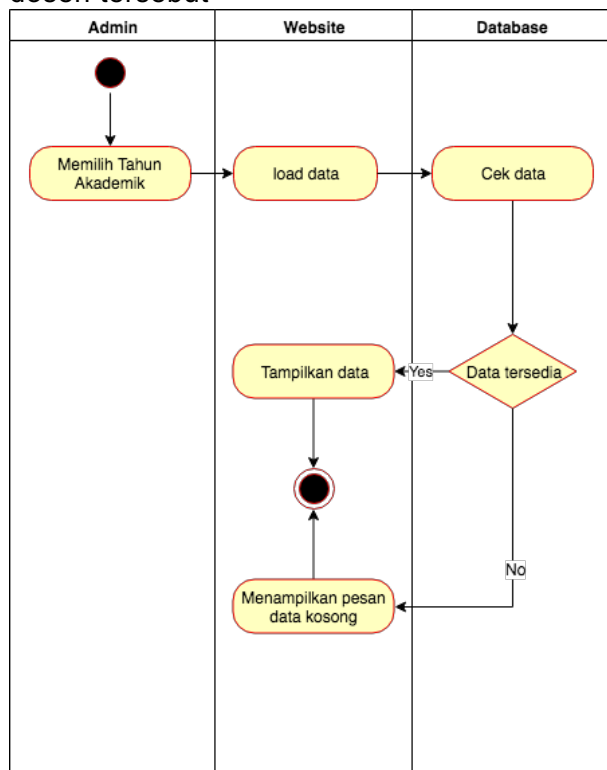 Admin
Website
Database
Memilih Tahun
Akademik
load data
Cek data
Tampilkan data
Yes
Data tersedia
No
Menampilkan pesan
data kosong